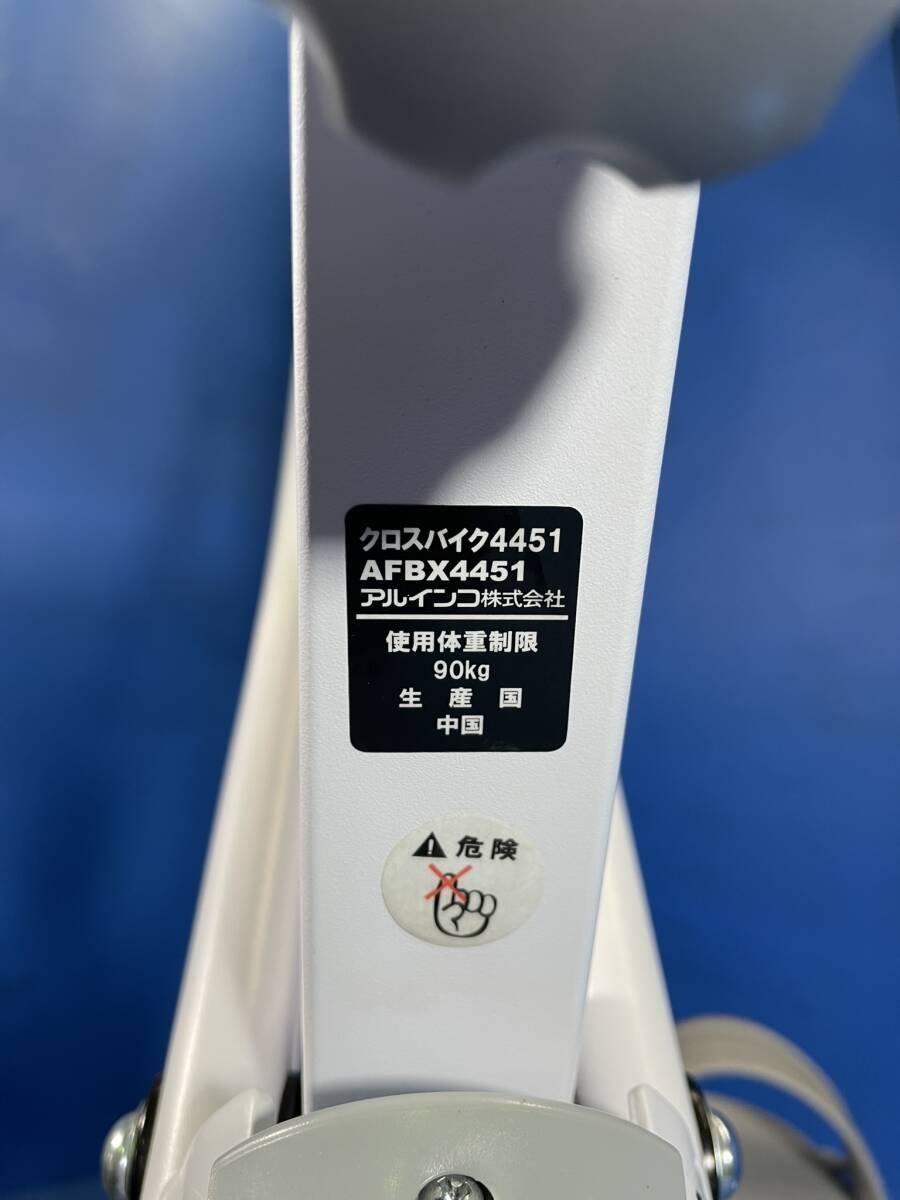 クロスバイク4451
AFBX4451
アルインコ株式会社
使用体重制限
90kg
生産国
中国
危険